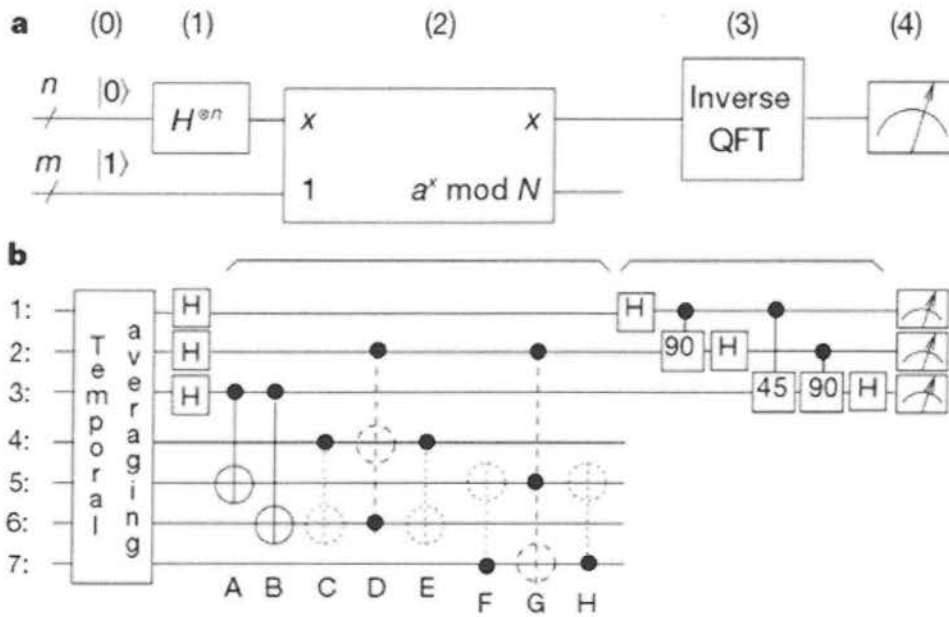 a (0) (1) (2) (3) (4)
n |0⟩ H⊗n x x Inverse QFT
m |1⟩ 1 aˣ mod N
b
Temporal averaging
1: H H
2: H 90 H
3: H 45 90 H
4:
5:
6:
7:
A B C D E F G H